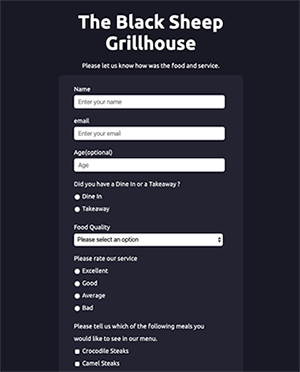 The Black Sheep
Grillhouse
Please let us know how was the food and service.
Name
Enter your name
email
Enter your email
Age(optional)
Age
Did you have a Dine In or a Takeaway ?
Dine In
Takeaway
Food Quality
Please select an option
Please rate our service
Excellent
Good
Average
Bad
Please tell us which of the following meals you
would like to see in our menu.
Crocodile Steaks
Camel Steaks